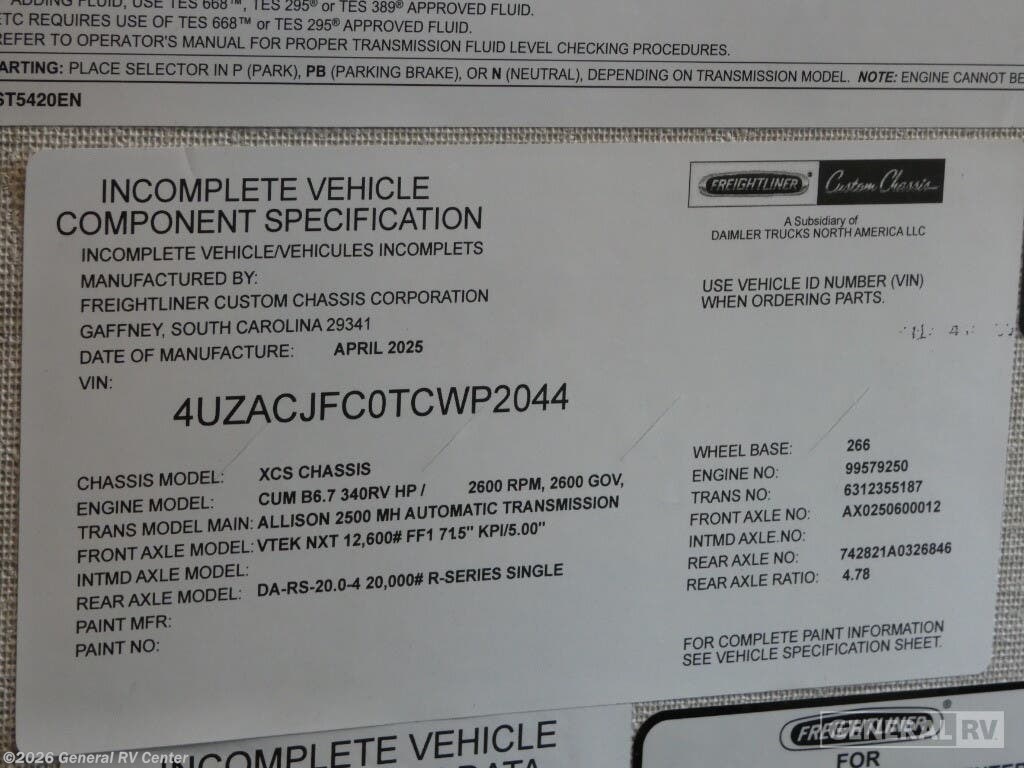 ADDING FLUID, USE TES 668™, TES 295® or TES 389® APPROVED FLUID.
ETC REQUIRES USE OF TES 668™ or TES 295® APPROVED FLUID.
REFER TO OPERATOR'S MANUAL FOR PROPER TRANSMISSION FLUID LEVEL CHECKING PROCEDURES.
ARTING: PLACE SELECTOR IN P (PARK), PB (PARKING BRAKE), OR N (NEUTRAL), DEPENDING ON TRANSMISSION MODEL. NOTE: ENGINE CANNOT BE
ST5420EN
INCOMPLETE VEHICLE
COMPONENT SPECIFICATION
INCOMPLETE VEHICLE/VEHICULES INCOMPLETS
MANUFACTURED BY:
FREIGHTLINER CUSTOM CHASSIS CORPORATION
GAFFNEY, SOUTH CAROLINA 29341
DATE OF MANUFACTURE: APRIL 2025
VIN:
4UZACJFC0TCWP2044
FREIGHTLINER® Custom Chassis
A Subsidiary of
DAIMLER TRUCKS NORTH AMERICA LLC
USE VEHICLE ID NUMBER (VIN)
WHEN ORDERING PARTS.
CHASSIS MODEL: XCS CHASSIS
ENGINE MODEL: CUM B6.7 340RV HP / 2600 RPM, 2600 GOV,
TRANS MODEL MAIN: ALLISON 2500 MH AUTOMATIC TRANSMISSION
FRONT AXLE MODEL: VTEK NXT 12,600# FF1 71.5" KPI/5.00"
INTMD AXLE MODEL:
REAR AXLE MODEL: DA-RS-20.0-4 20,000# R-SERIES SINGLE
PAINT MFR:
PAINT NO:
WHEEL BASE: 266
ENGINE NO: 99579250
TRANS NO: 6312355187
FRONT AXLE NO: AX0250600012
INTMD AXLE.NO:
REAR AXLE NO: 742821A0326846
REAR AXLE RATIO: 4.78
FOR COMPLETE PAINT INFORMATION
SEE VEHICLE SPECIFICATION SHEET.
INCOMPLETE VEHICLE
DATA
FREIGHTLINER®
FOR
GENERAL RV
©2026 General RV Center